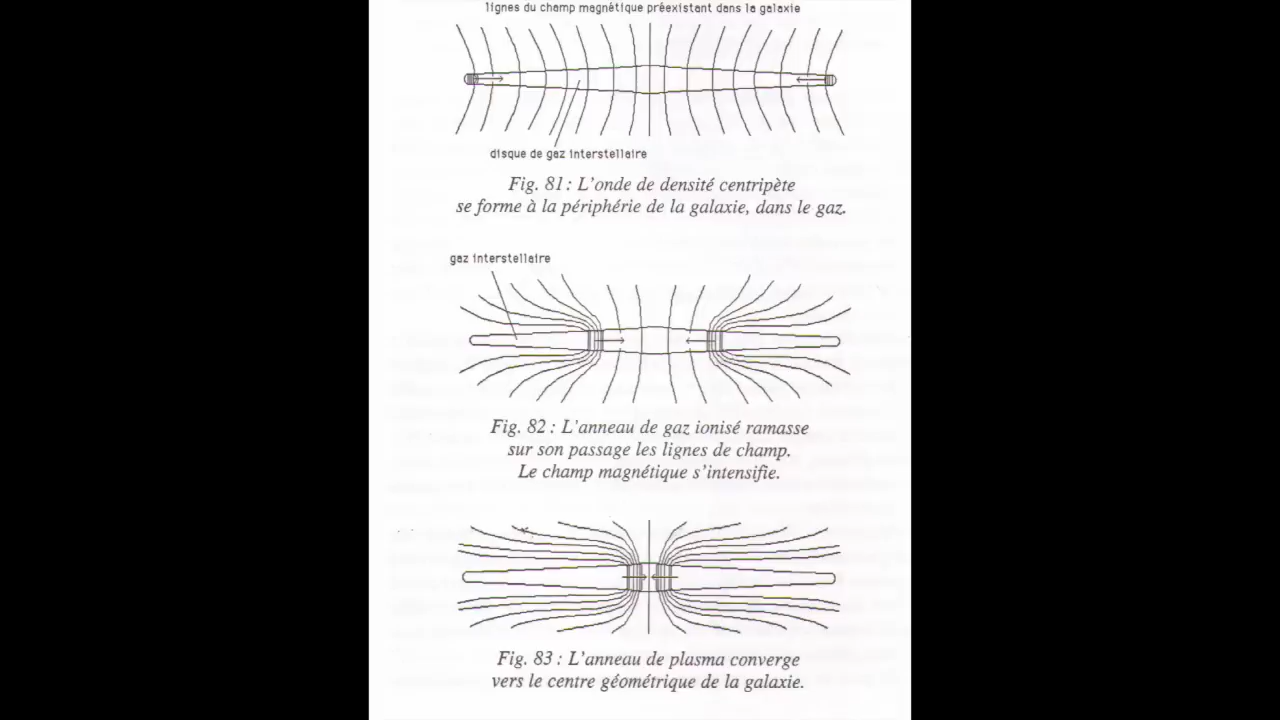 lignes du champ magnétique préexistant dans la galaxie
disque de gaz interstellaire
Fig. 81 : L'onde de densité centripète
se forme à la périphérie de la galaxie, dans le gaz.
gaz interstellaire
Fig. 82 : L'anneau de gaz ionisé ramasse
sur son passage les lignes de champ.
Le champ magnétique s'intensifie.
Fig. 83 : L'anneau de plasma converge
vers le centre géométrique de la galaxie.